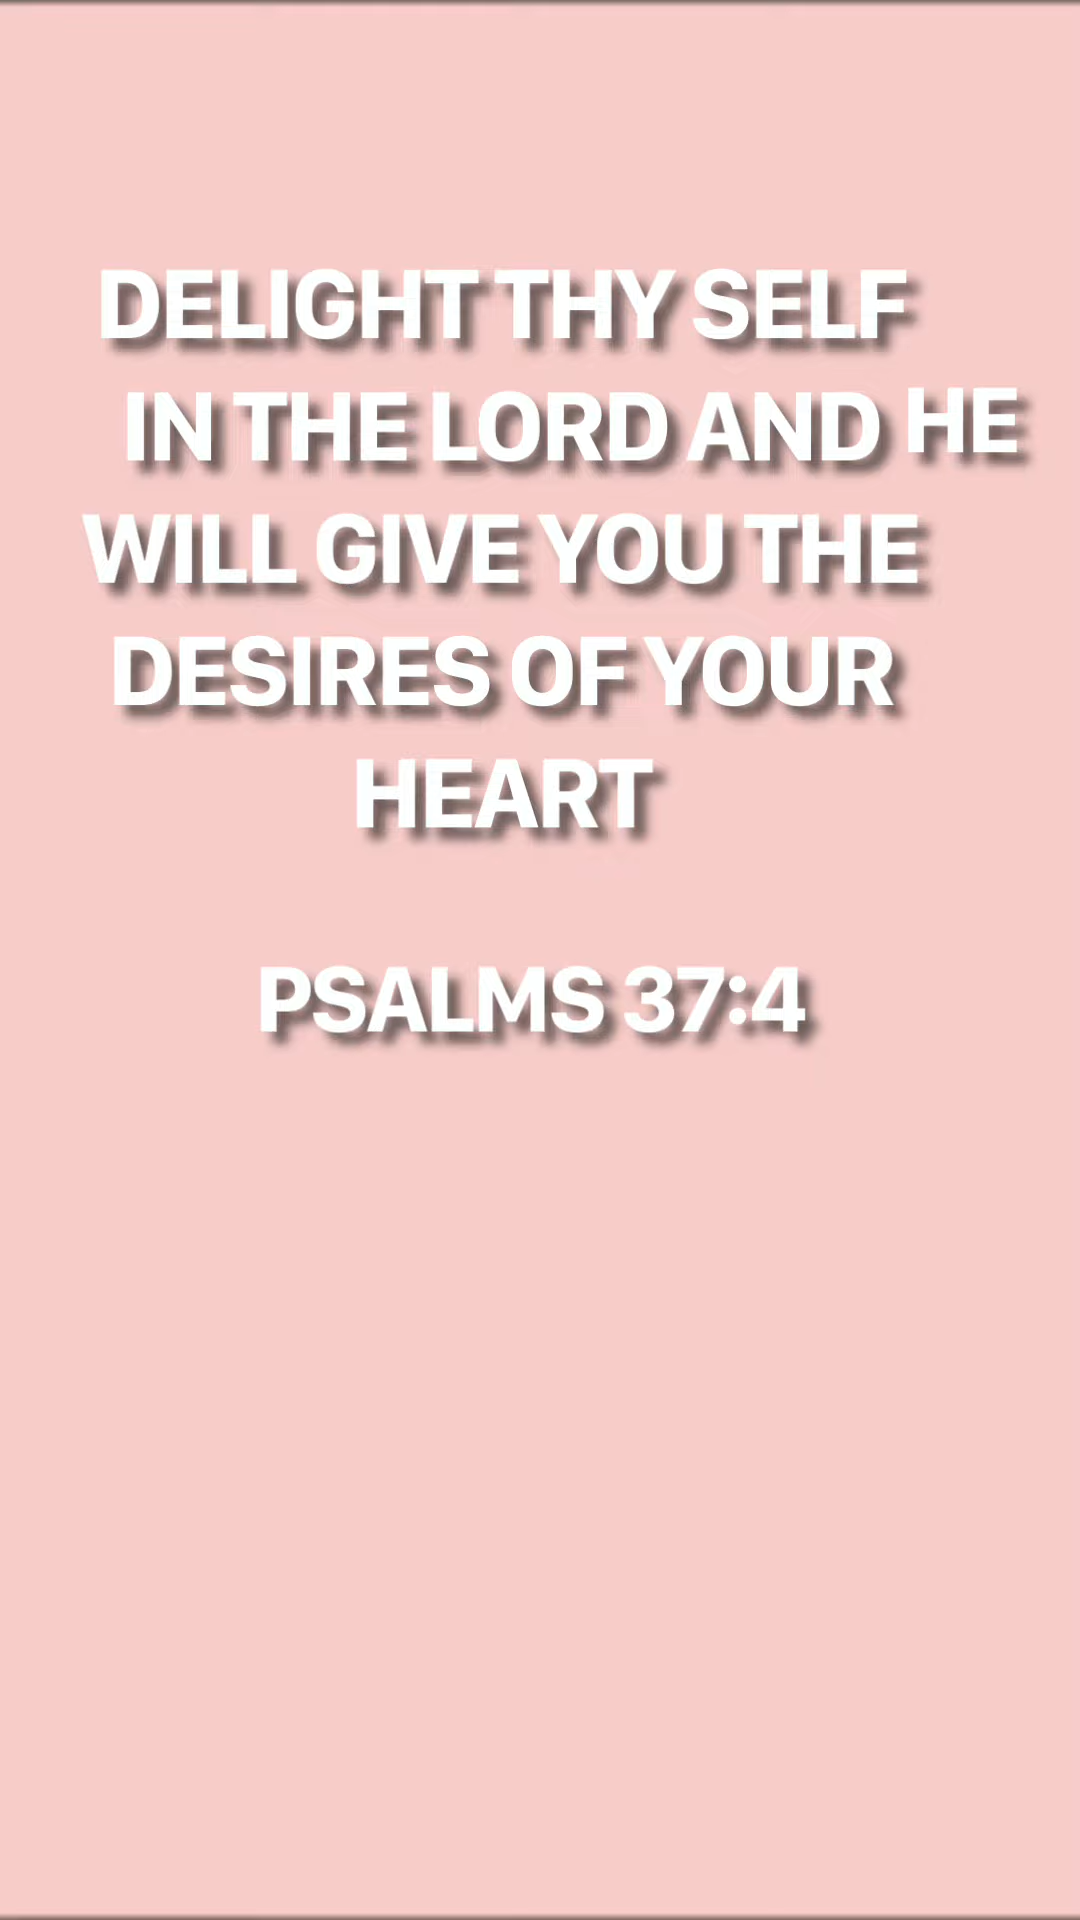 DELIGHT THY SELF
IN THE LORD AND HE
WILL GIVE YOU THE
DESIRES OF YOUR
HEART
PSALMS 37:4